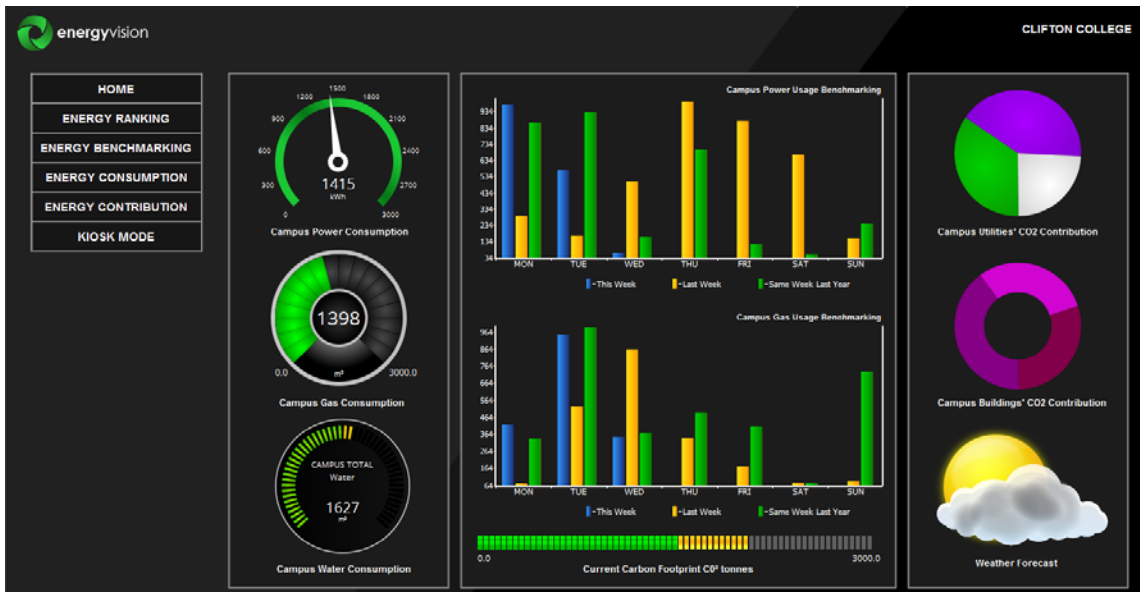 energyvision
CLIFTON COLLEGE
HOME
ENERGY RANKING
ENERGY BENCHMARKING
ENERGY CONSUMPTION
ENERGY CONTRIBUTION
KIOSK MODE
0
300
600
900
1200
1500
1800
2100
2400
2700
3000
1415
kWh
Campus Power Consumption
1398
0.0
m³
3000.0
Campus Gas Consumption
CAMPUS TOTAL
Water
1627
m³
Campus Water Consumption
Campus Power Usage Benchmarking
934
834
734
634
534
434
334
234
134
34
MON TUE WED THU FRI SAT SUN
-This Week -Last Week -Same Week Last Year
Campus Gas Usage Benchmarking
964
864
764
664
564
464
364
264
164
64
MON TUE WED THU FRI SAT SUN
-This Week -Last Week -Same Week Last Year
0.0 3000.0
Current Carbon Footprint C0² tonnes
Campus Utilities' CO2 Contribution
Campus Buildings' CO2 Contribution
Weather Forecast